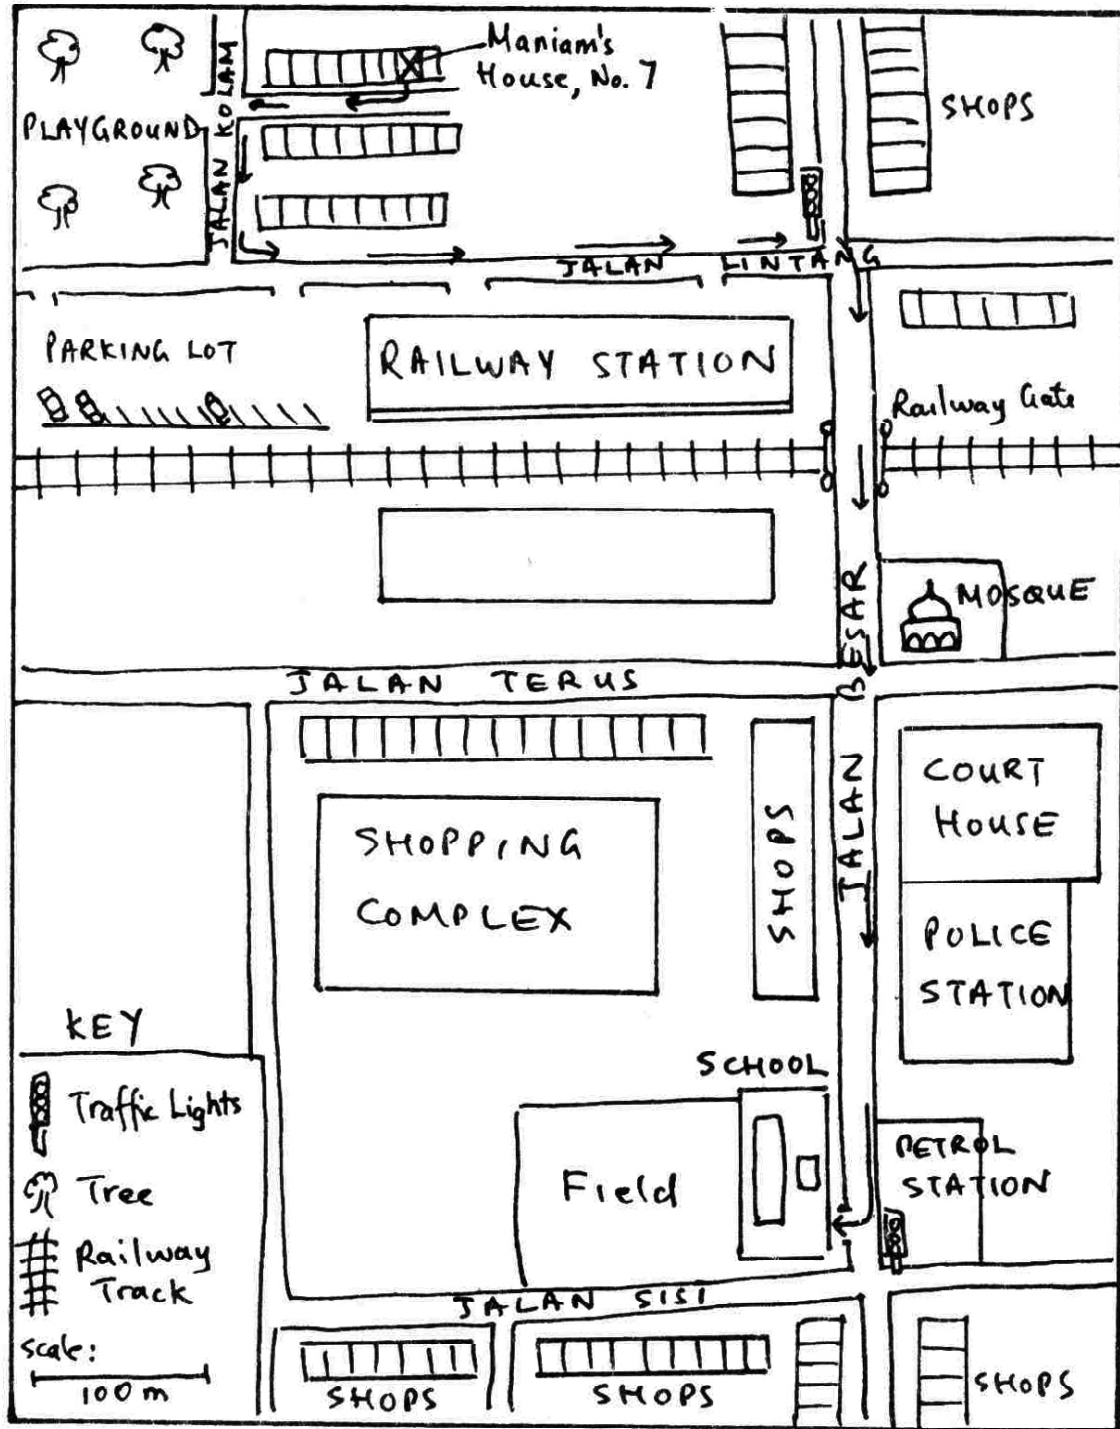 Maniam's
House, No. 7
SHOPS
PLAYGROUND
JALAN KOLAM
JALAN LINTANG
PARKING LOT
RAILWAY STATION
Railway Gate
MOSQUE
JALAN BESAR
JALAN TERUS
COURT
HOUSE
SHOPPING
COMPLEX
SHOPS
POLICE
STATION
KEY
Traffic Lights
Tree
Railway
Track
scale:
100 m
SCHOOL
Field
PETROL
STATION
JALAN SISI
SHOPS
SHOPS
SHOPS